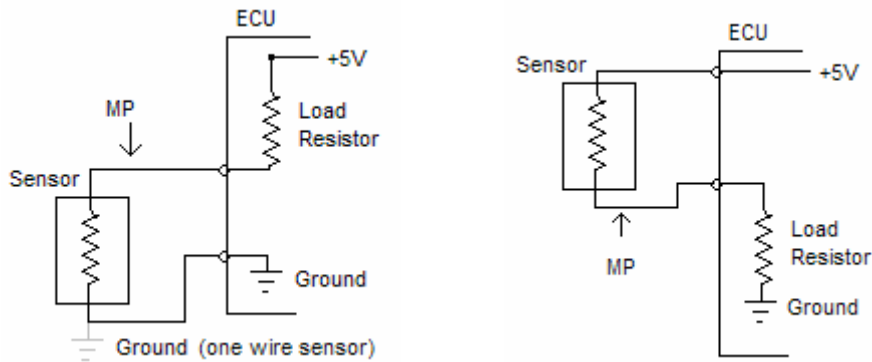 ECU
+5V
MP
Load
Resistor
Sensor
Ground
Ground (one wire sensor)
ECU
Sensor
+5V
MP
Load
Resistor
Ground